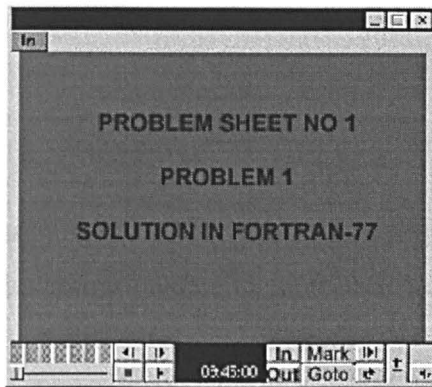 In
PROBLEM SHEET NO 1
PROBLEM 1
SOLUTION IN FORTRAN-77
In Mark
03:45:00 Out Goto